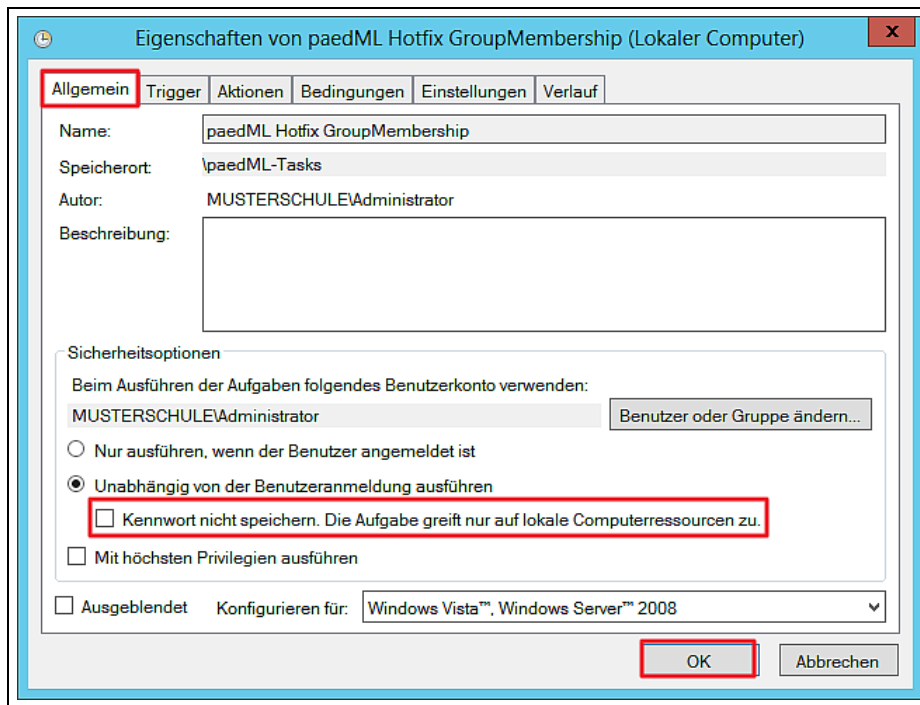 Eigenschaften von paedML Hotfix GroupMembership (Lokaler Computer)
x
Allgemein Trigger Aktionen Bedingungen Einstellungen Verlauf
Name: paedML Hotfix GroupMembership
Speicherort: \paedML-Tasks
Autor: MUSTERSCHULE\Administrator
Beschreibung:
Sicherheitsoptionen
Beim Ausführen der Aufgaben folgendes Benutzerkonto verwenden:
MUSTERSCHULE\Administrator Benutzer oder Gruppe ändern...
Nur ausführen, wenn der Benutzer angemeldet ist
Unabhängig von der Benutzeranmeldung ausführen
Kennwort nicht speichern. Die Aufgabe greift nur auf lokale Computerressourcen zu.
Mit höchsten Privilegien ausführen
Ausgeblendet Konfigurieren für: Windows Vista™, Windows Server™ 2008
OK Abbrechen